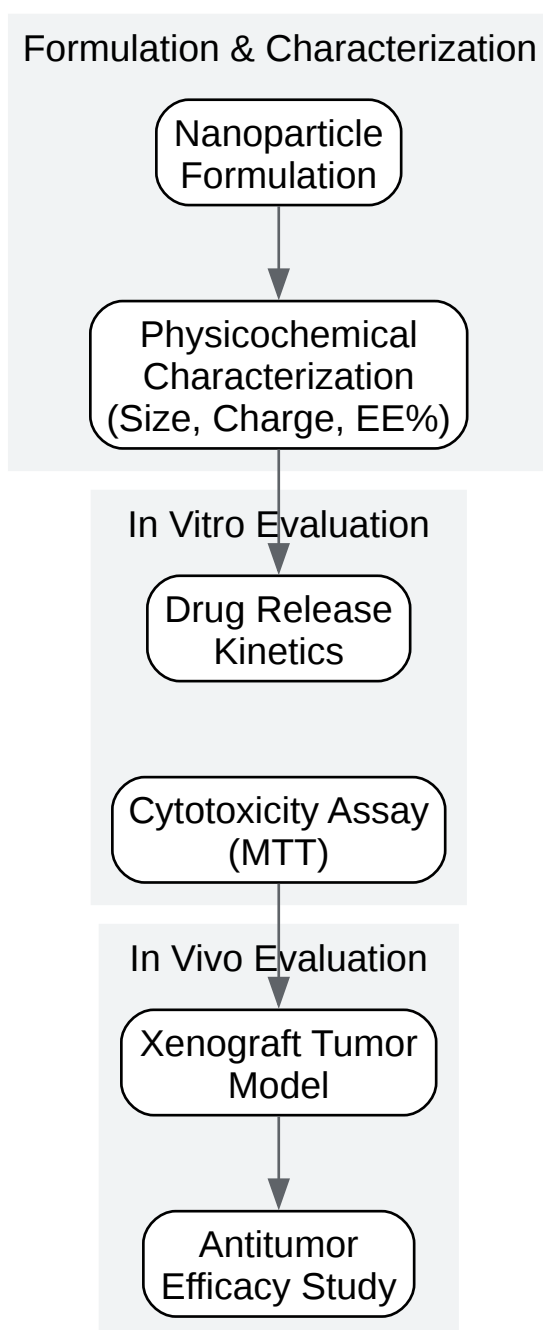 Formulation & Characterization
Nanoparticle
Formulation
Physicochemical
Characterization
(Size, Charge, EE%)
In Vitro Evaluation
Drug Release
Kinetics
Cytotoxicity Assay
(MTT)
In Vivo Evaluation
Xenograft Tumor
Model
Antitumor
Efficacy Study